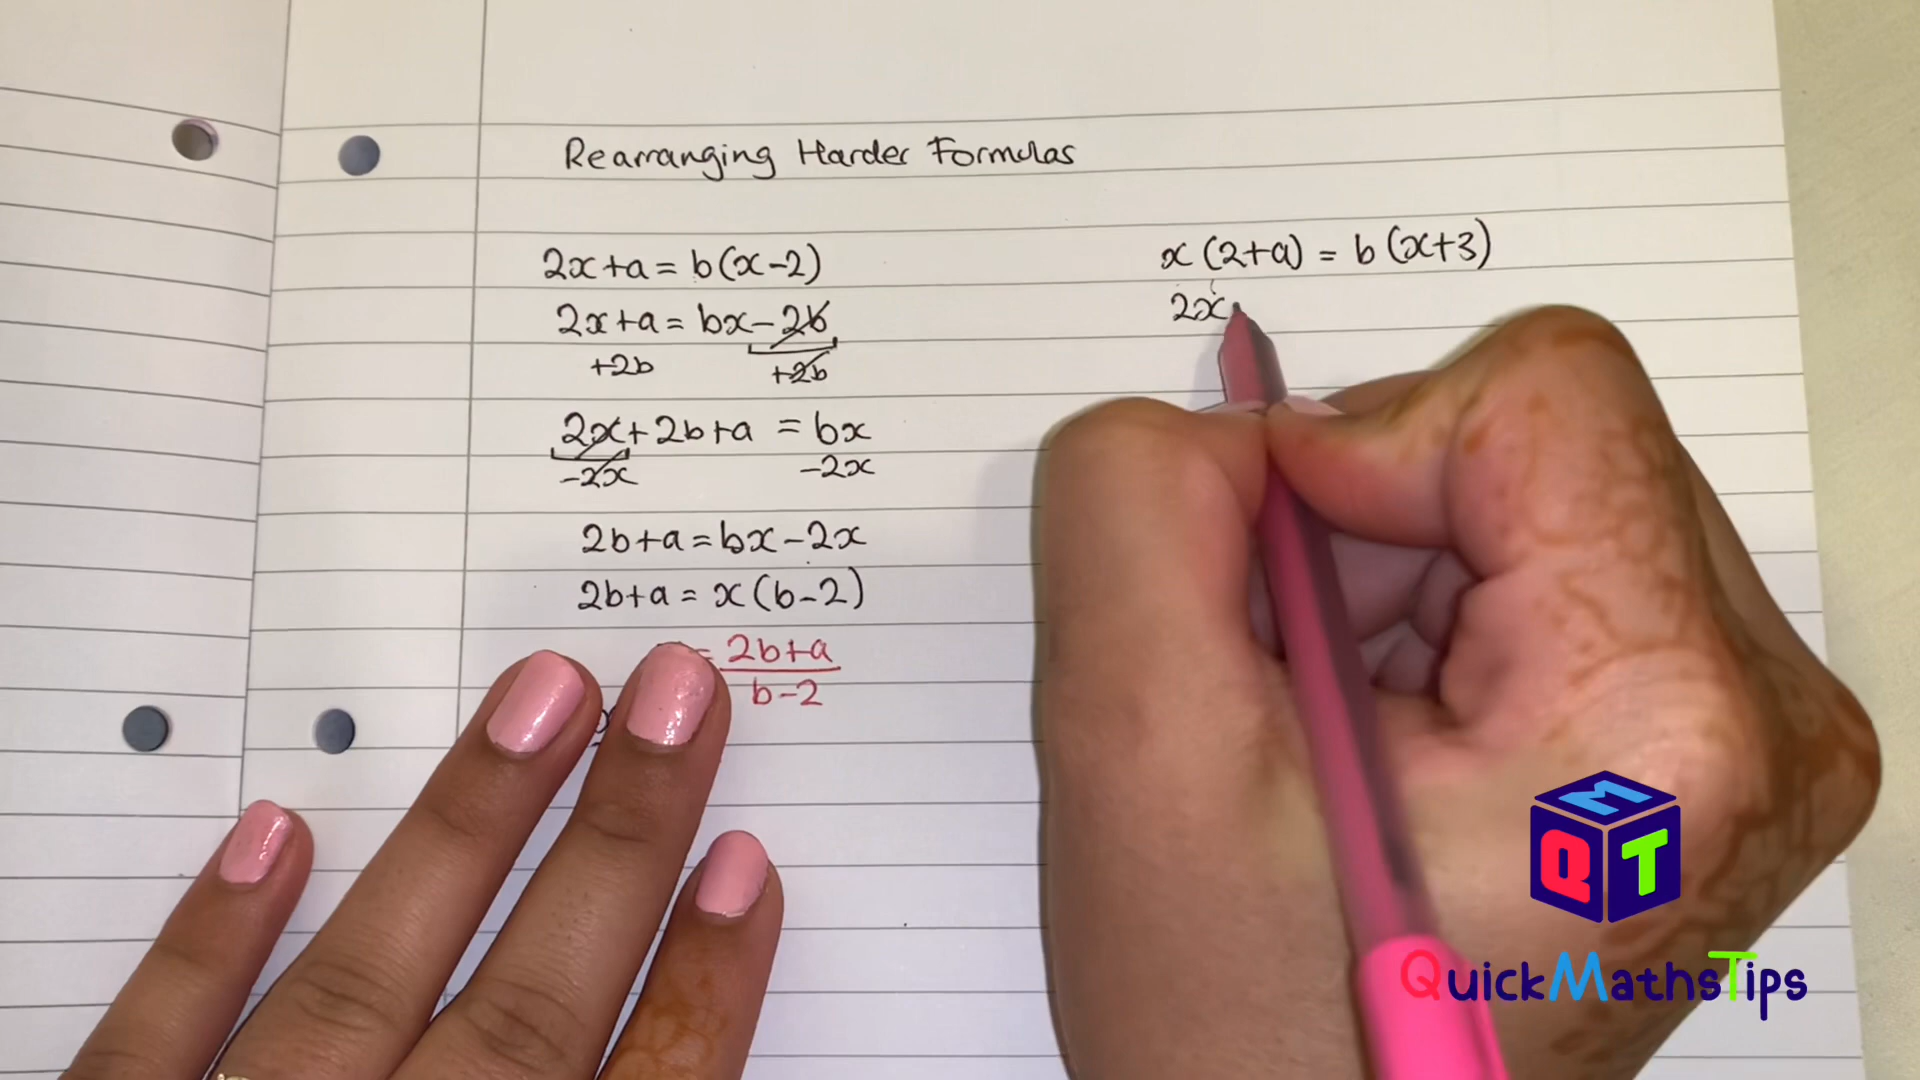 Rearranging Harder Formulas
2x+a = b(x-2)
2x+a = bx-2b
+2b +2b
2x+2b+a = bx
-2x -2x
2b+a = bx-2x
2b+a = x(b-2)
= 2b+a
b-2
x(2+a) = b(x+3)
2x
M
Q T
QuickMathsTips